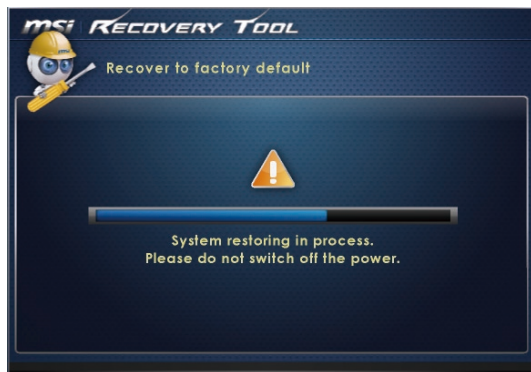 msi RECOVERY TOOL
Recover to factory default
System restoring in process.
Please do not switch off the power.